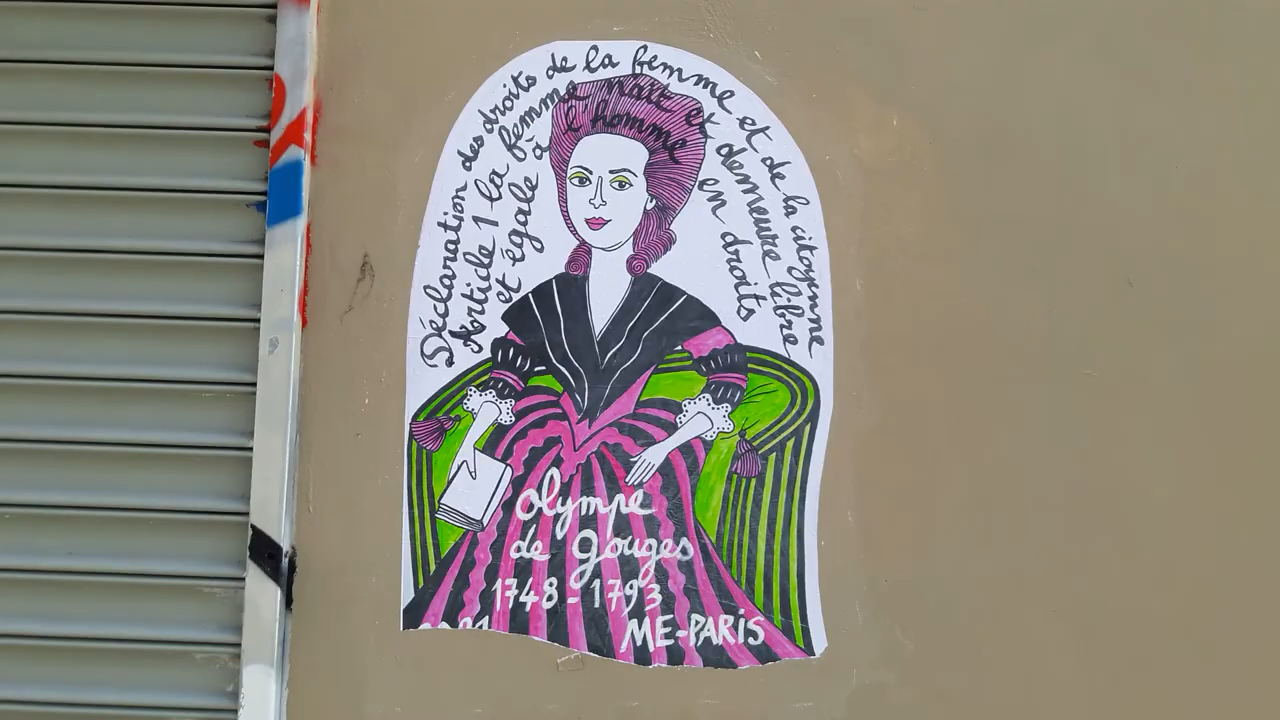 Déclaration des droits de la femme et de la citoyenne
Article 1 la femme naît et demeure libre
et égale à l'homme en droits
Olympe
de Gouges
1748-1793
ME-PARIS